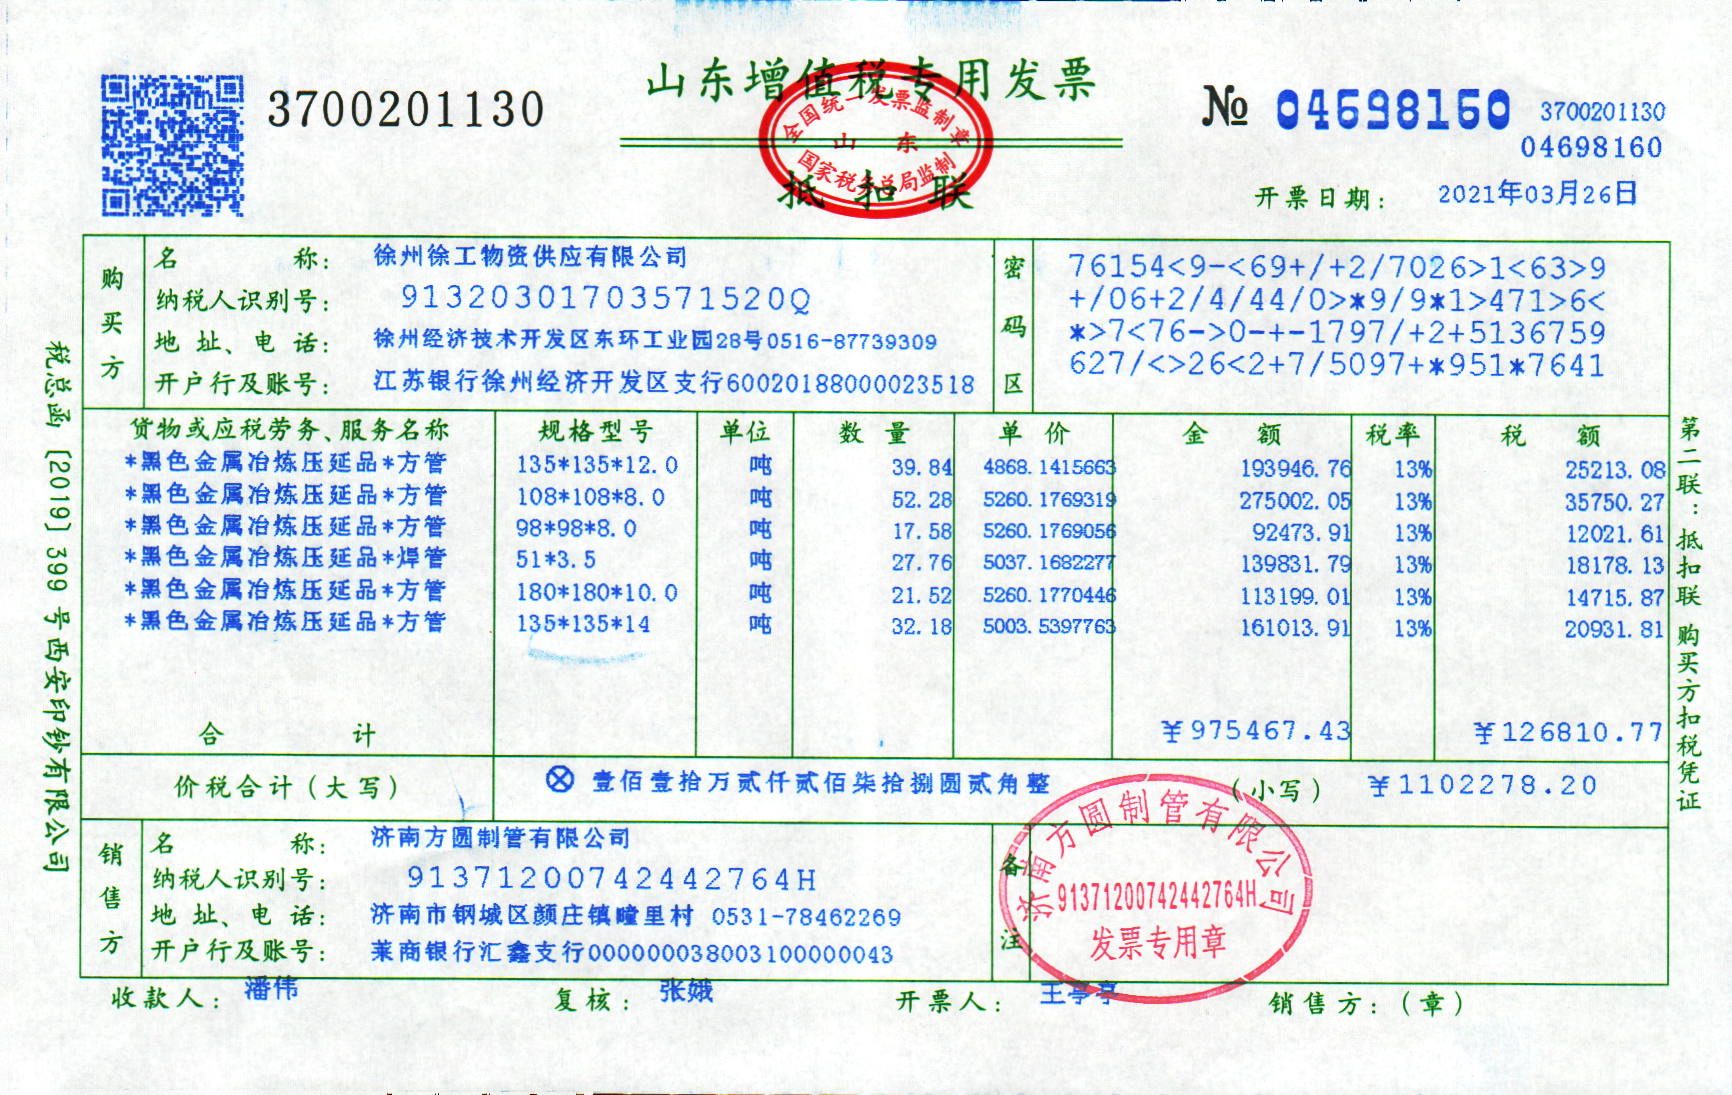 山东增值税专用发票
3700201130
№ 04698160
3700201130
04698160
全国统一发票监制章
山东
国家税务总局监制
抵扣联
开票日期: 2021年03月26日
购买方
名称: 徐州徐工物资供应有限公司
纳税人识别号: 91320301703571520Q
地址、电话: 徐州经济技术开发区东环工业园28号0516-87739309
开户行及账号: 江苏银行徐州经济开发区支行60020188000023518
密码区
76154<9-<69+/+2/7026>1<63>9
+/06+2/4/44/0>*9/9*1>471>6<
*>7<76->0-+-1797/+2+5136759
627/<>26<2+7/5097+*951*7641
货物或应税劳务、服务名称 规格型号 单位 数量 单价 金额 税率 税额
*黑色金属冶炼压延品*方管 135*135*12.0 吨 39.84 4868.1415663 193946.76 13% 25213.08
*黑色金属冶炼压延品*方管 108*108*8.0 吨 52.28 5260.1769319 275002.05 13% 35750.27
*黑色金属冶炼压延品*方管 98*98*8.0 吨 17.58 5260.1769056 92473.91 13% 12021.61
*黑色金属冶炼压延品*焊管 51*3.5 吨 27.76 5037.1682277 139831.79 13% 18178.13
*黑色金属冶炼压延品*方管 180*180*10.0 吨 21.52 5260.1770446 113199.01 13% 14715.87
*黑色金属冶炼压延品*方管 135*135*14 吨 32.18 5003.5397763 161013.91 13% 20931.81
合计 ¥975467.43 ¥126810.77
价税合计(大写) ⊗壹佰壹拾万贰仟贰佰柒拾捌圆贰角整 (小写) ¥1102278.20
销售方
名称: 济南方圆制管有限公司
纳税人识别号: 91371200742442764H
地址、电话: 济南市钢城区颜庄镇疃里村 0531-78462269
开户行及账号: 莱商银行汇鑫支行000000038003100000043
备注
济南方圆制管有限公司
91371200742442764H
发票专用章
收款人: 潘伟 复核: 张娥 开票人: 王亭亭 销售方:(章)
税总函[2019]399号西安印钞有限公司
第二联:抵扣联 购买方扣税凭证